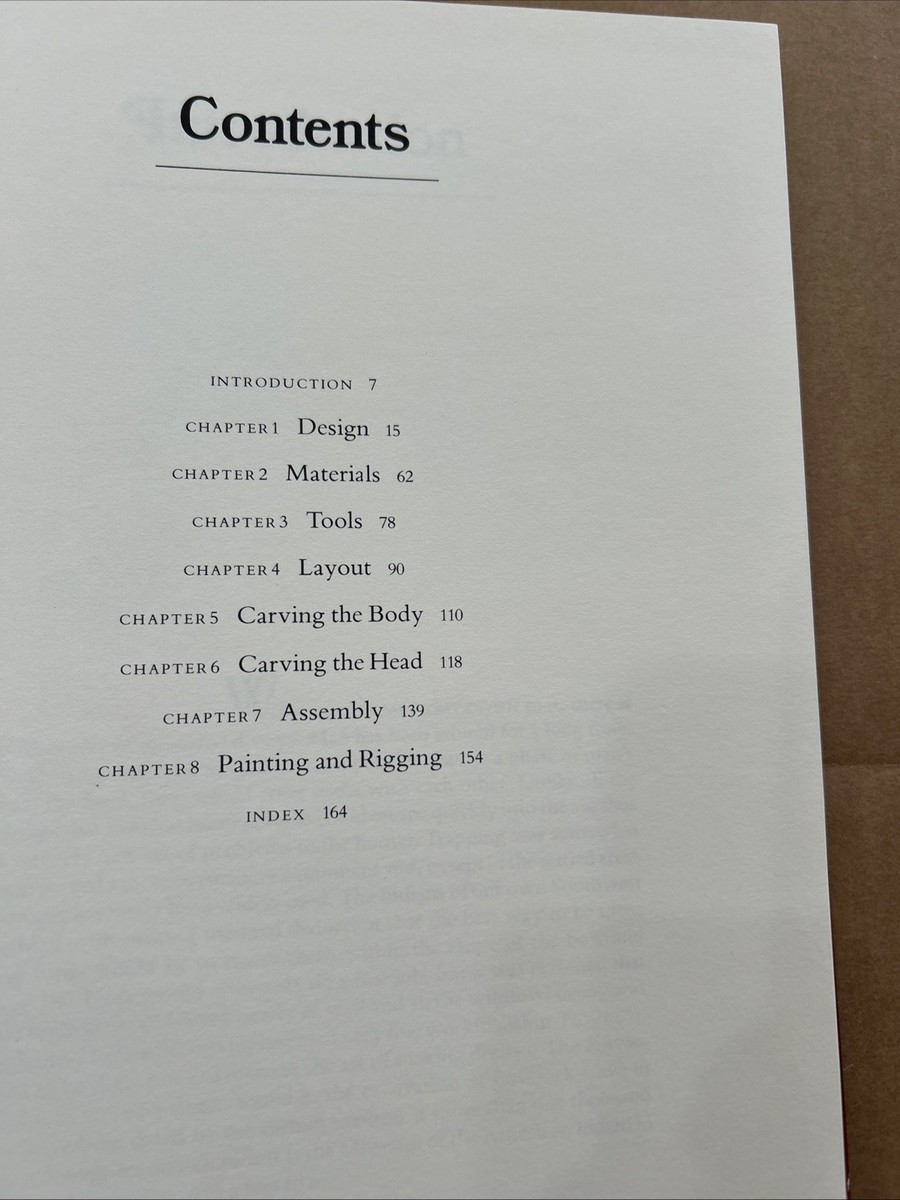 Contents
INTRODUCTION 7
CHAPTER 1 Design 15
CHAPTER 2 Materials 62
CHAPTER 3 Tools 78
CHAPTER 4 Layout 90
CHAPTER 5 Carving the Body 110
CHAPTER 6 Carving the Head 118
CHAPTER 7 Assembly 139
CHAPTER 8 Painting and Rigging 154
INDEX 164